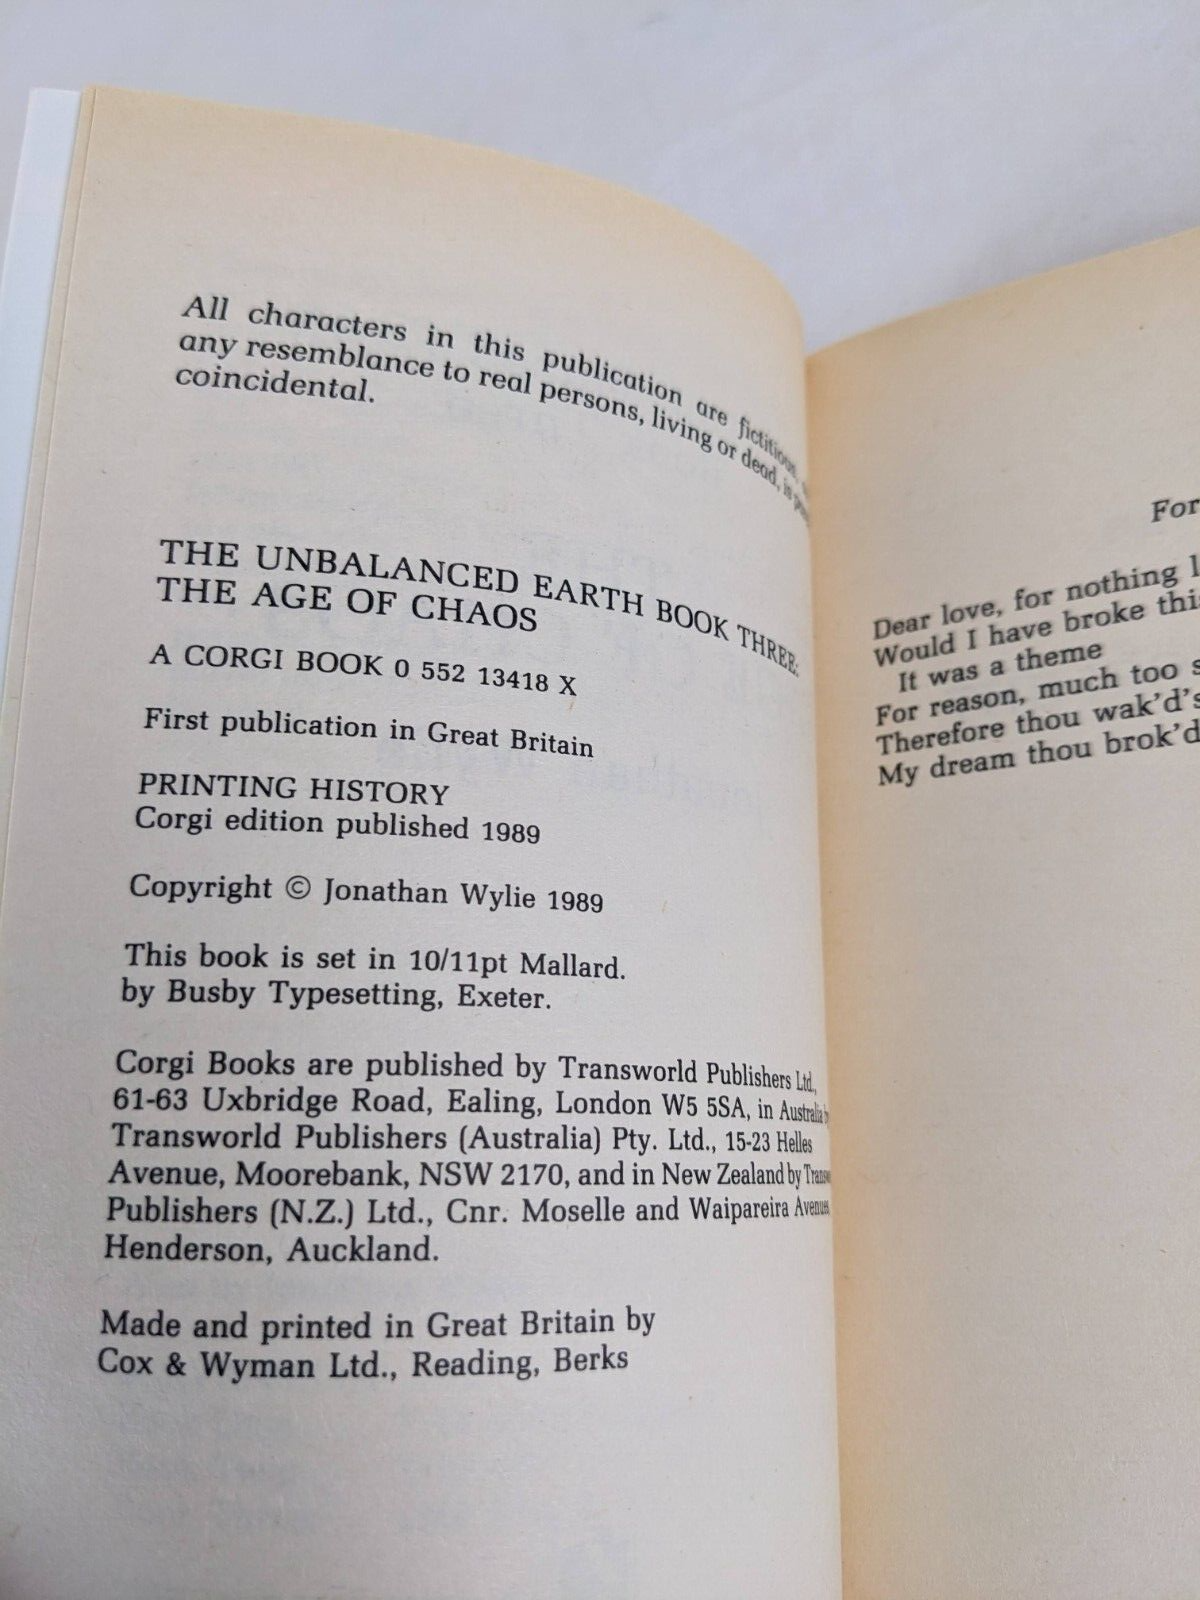 All characters in this publication are fictitious,
any resemblance to real persons, living or dead, is
coincidental.
THE UNBALANCED EARTH BOOK THREE:
THE AGE OF CHAOS
A CORGI BOOK 0 552 13418 X
First publication in Great Britain
PRINTING HISTORY
Corgi edition published 1989
Copyright © Jonathan Wylie 1989
This book is set in 10/11pt Mallard.
by Busby Typesetting, Exeter.
Corgi Books are published by Transworld Publishers Ltd.,
61-63 Uxbridge Road, Ealing, London W5 5SA, in Australia by
Transworld Publishers (Australia) Pty. Ltd., 15-23 Helles
Avenue, Moorebank, NSW 2170, and in New Zealand by
Publishers (N.Z.) Ltd., Cnr. Moselle and Waipareira Avenues,
Henderson, Auckland.
Made and printed in Great Britain by
Cox & Wyman Ltd., Reading, Berks
For
Dear love, for nothing
Would I have broke this
It was a theme
For reason, much too
Therefore thou wak'd's
My dream thou brok'd